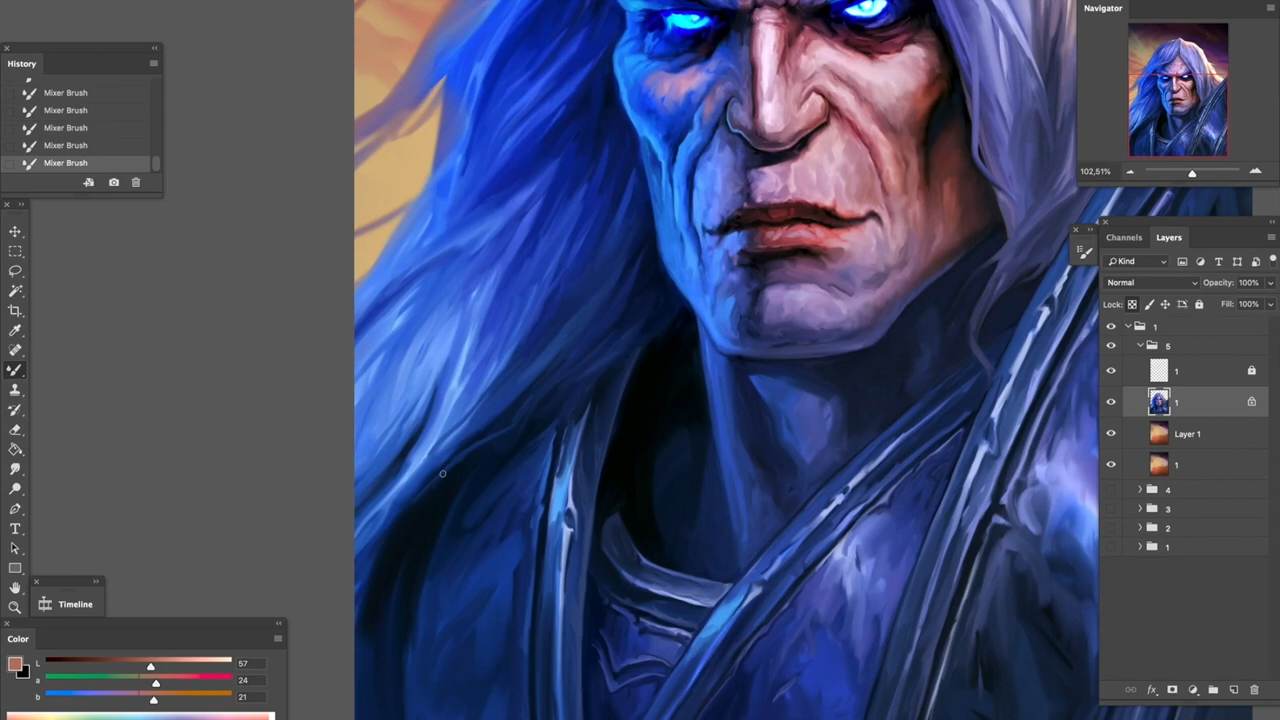 Navigator
102,51%
History
Mixer Brush
Mixer Brush
Mixer Brush
Mixer Brush
Mixer Brush
Channels
Layers
Kind
Normal
Opacity: 100%
Lock:
Fill: 100%
1
5
1
1
Layer 1
1
4
3
2
1
Timeline
Color
L 57
a 24
b 21